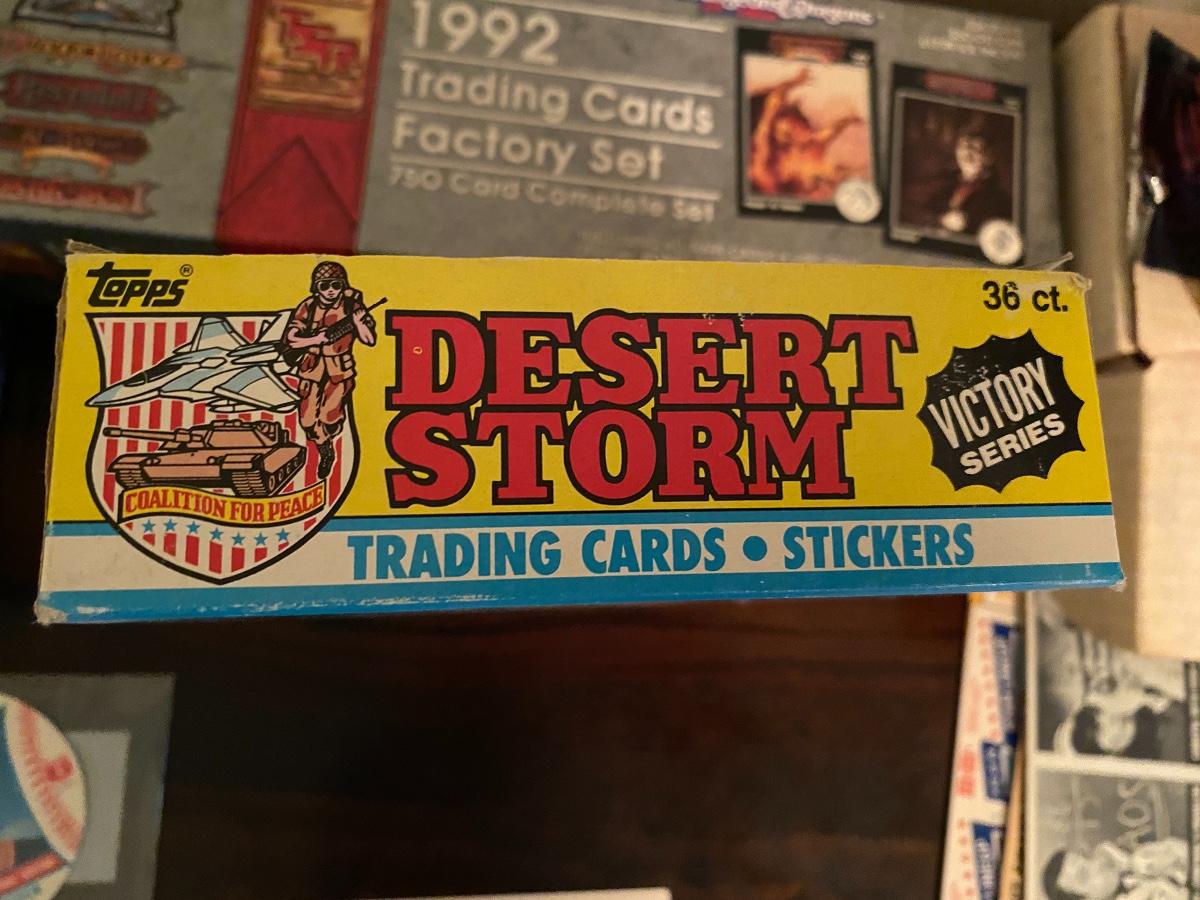 1992
Trading Cards
Factory Set
750 Card Complete Set
TSR
topps®
36 ct.
DESERT
STORM
VICTORY
SERIES
COALITION FOR PEACE
TRADING CARDS • STICKERS